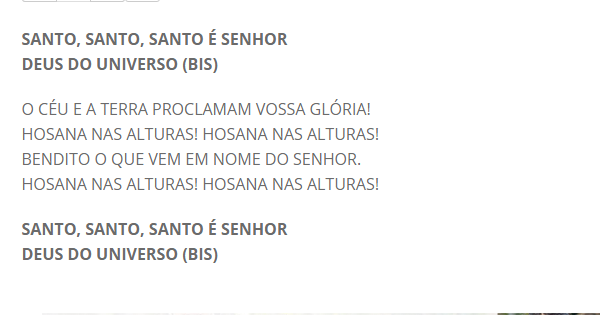 SANTO, SANTO, SANTO É SENHOR
DEUS DO UNIVERSO (BIS)
O CÉU E A TERRA PROCLAMAM VOSSA GLÓRIA!
HOSANA NAS ALTURAS! HOSANA NAS ALTURAS!
BENDITO O QUE VEM EM NOME DO SENHOR.
HOSANA NAS ALTURAS! HOSANA NAS ALTURAS!
SANTO, SANTO, SANTO É SENHOR
DEUS DO UNIVERSO (BIS)